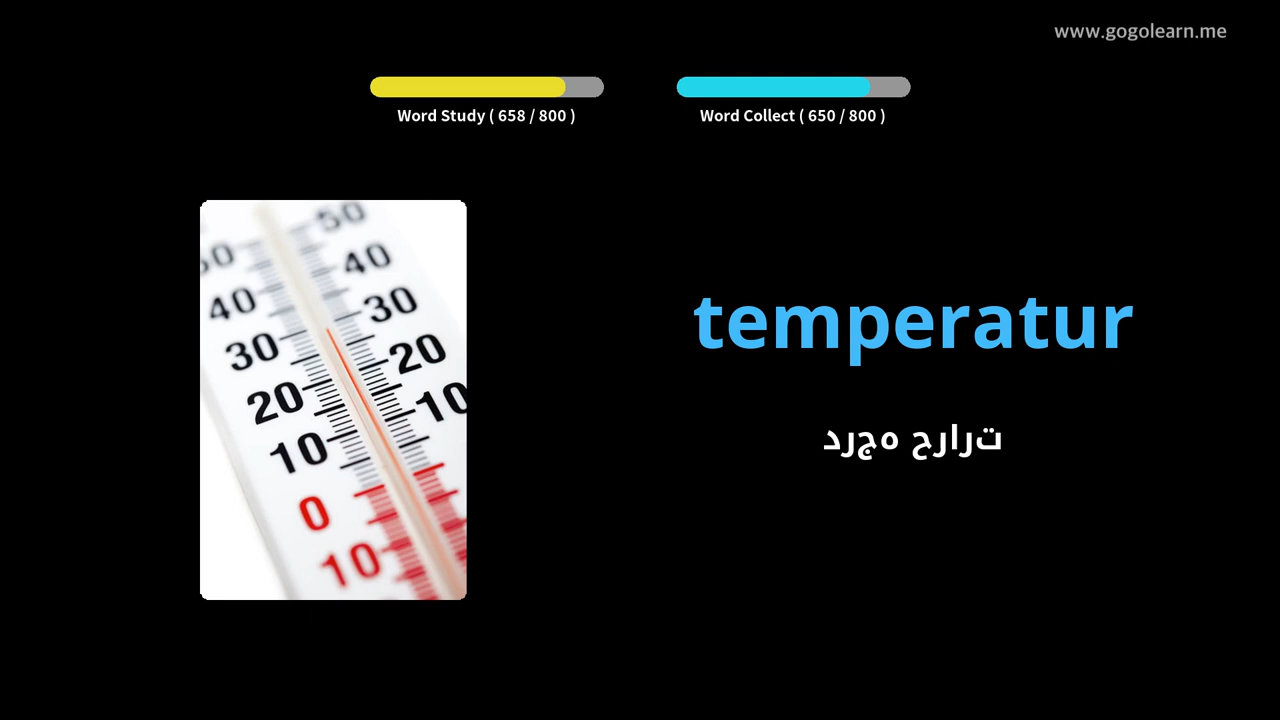 www.gogolearn.me
Word Study ( 658 / 800 )
Word Collect ( 650 / 800 )
50
50 40
40 30
30 20
20 10
10
0
10
temperatur
درجه حرارت